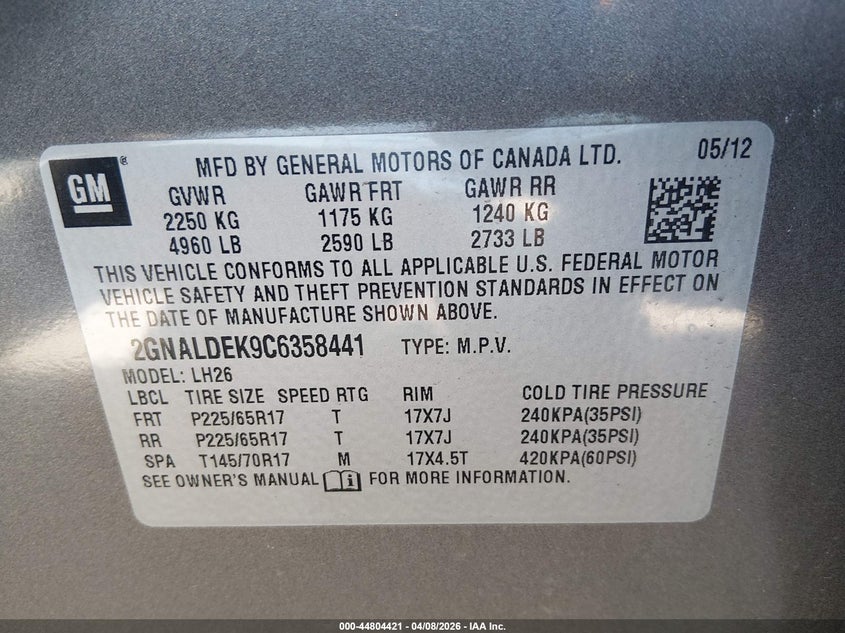 GM ® MFD BY GENERAL MOTORS OF CANADA LTD. 05/12
GVWR GAWR FRT GAWR RR
2250 KG 1175 KG 1240 KG
4960 LB 2590 LB 2733 LB
THIS VEHICLE CONFORMS TO ALL APPLICABLE U.S. FEDERAL MOTOR
VEHICLE SAFETY AND THEFT PREVENTION STANDARDS IN EFFECT ON
THE DATE OF MANUFACTURE SHOWN ABOVE.
2GNALDEK9C6358441 TYPE: M.P.V.
MODEL: LH26
LBCL TIRE SIZE SPEED RTG RIM COLD TIRE PRESSURE
FRT P225/65R17 T 17X7J 240KPA(35PSI)
RR P225/65R17 T 17X7J 240KPA(35PSI)
SPA T145/70R17 M 17X4.5T 420KPA(60PSI)
SEE OWNER'S MANUAL i FOR MORE INFORMATION.
000-44804421 - 04/08/2026 - IAA Inc.